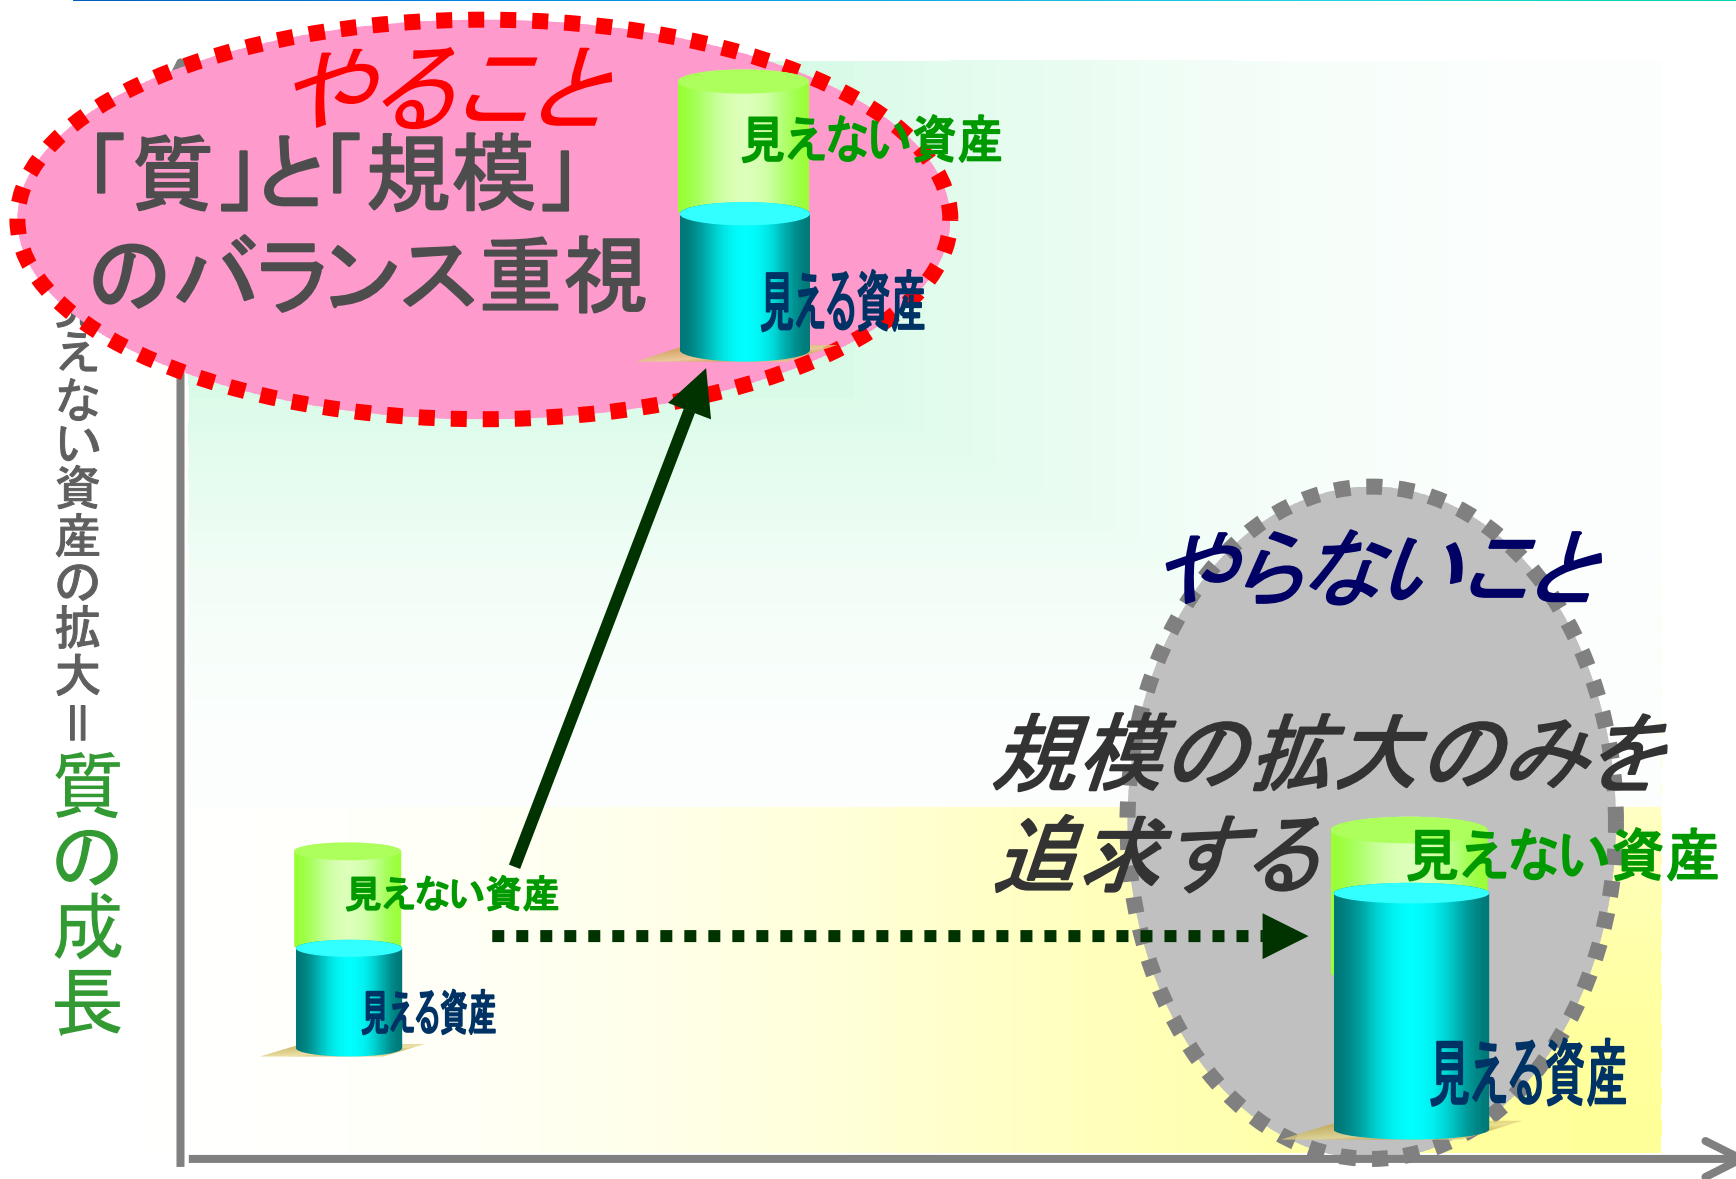 やること
「質」と「規模」
のバランス重視
見えない資産
見える資産
えない資産の拡大＝質の成長
やらないこと
規模の拡大のみを
追求する
見えない資産
見える資産
見えない資産
見える資産